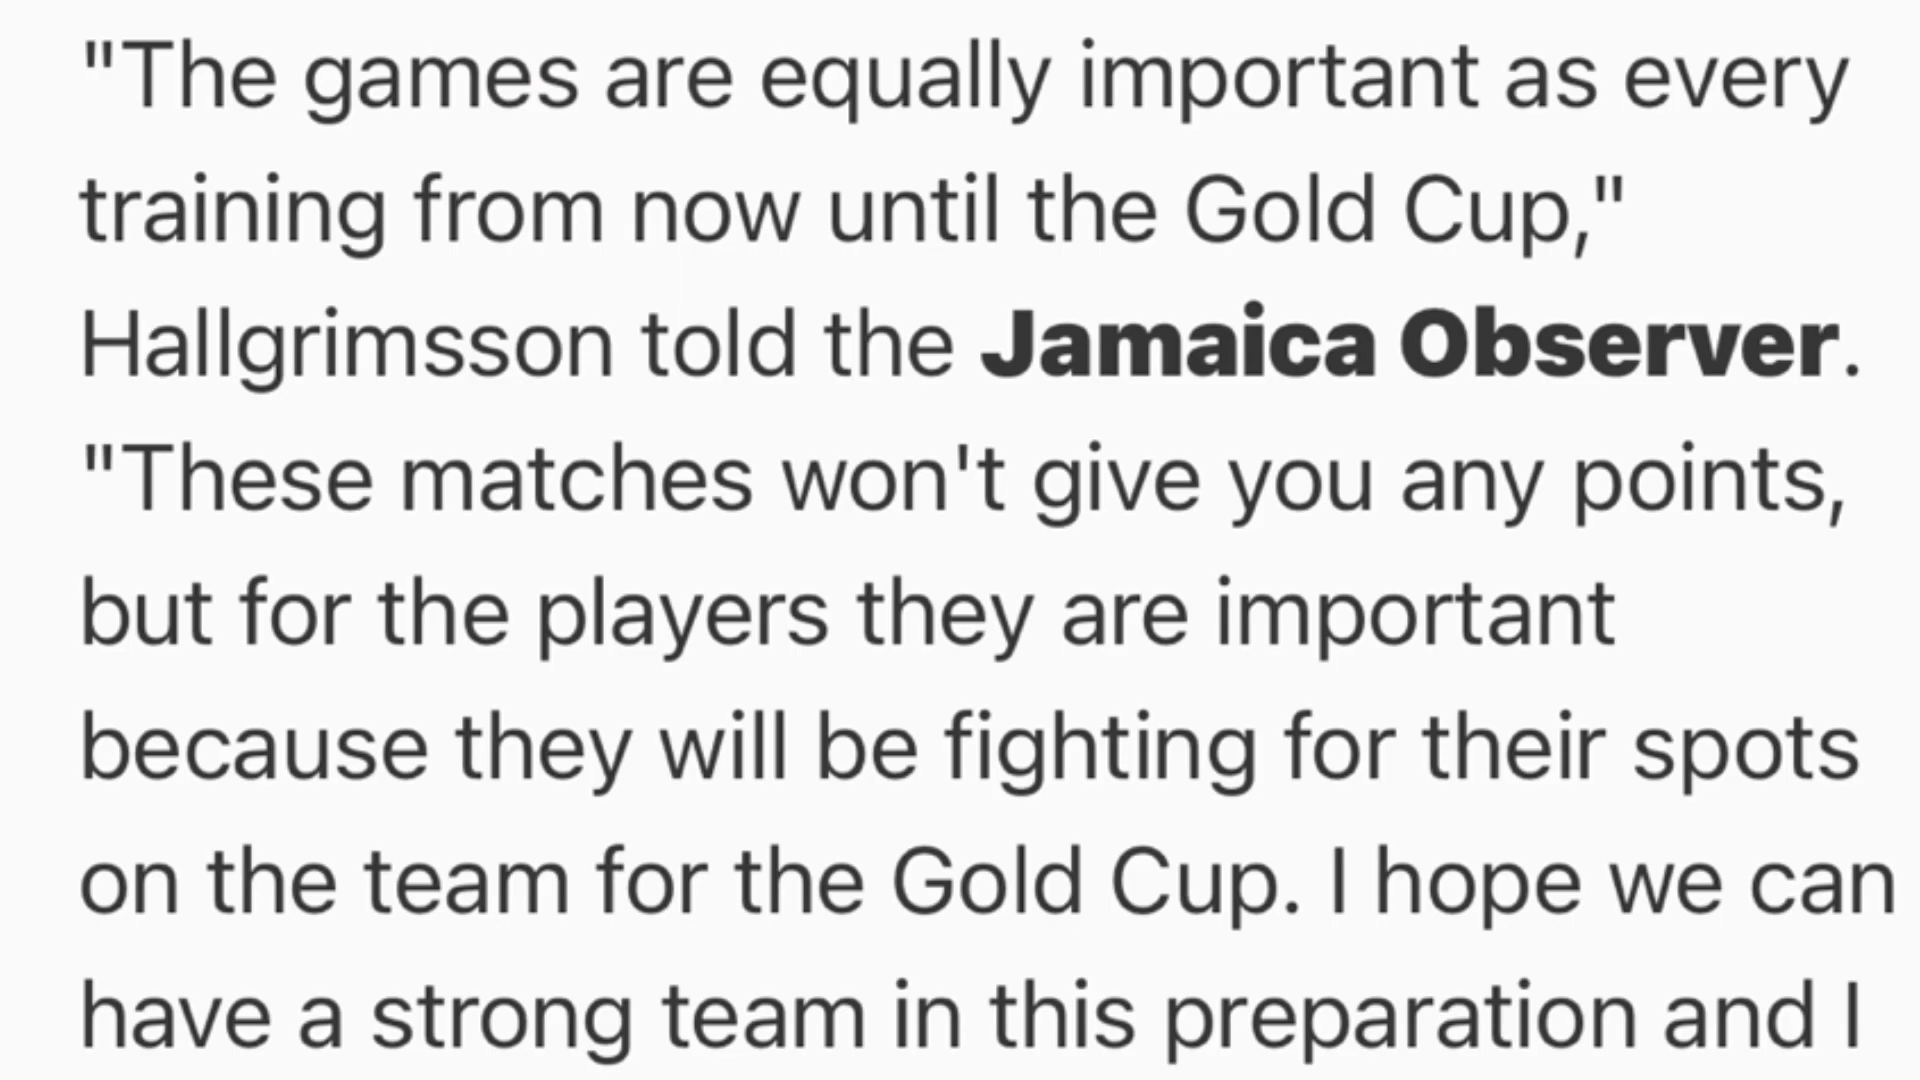 "The games are equally important as every
training from now until the Gold Cup,"
Hallgrimsson told the Jamaica Observer.
"These matches won't give you any points,
but for the players they are important
because they will be fighting for their spots
on the team for the Gold Cup. I hope we can
have a strong team in this preparation and I